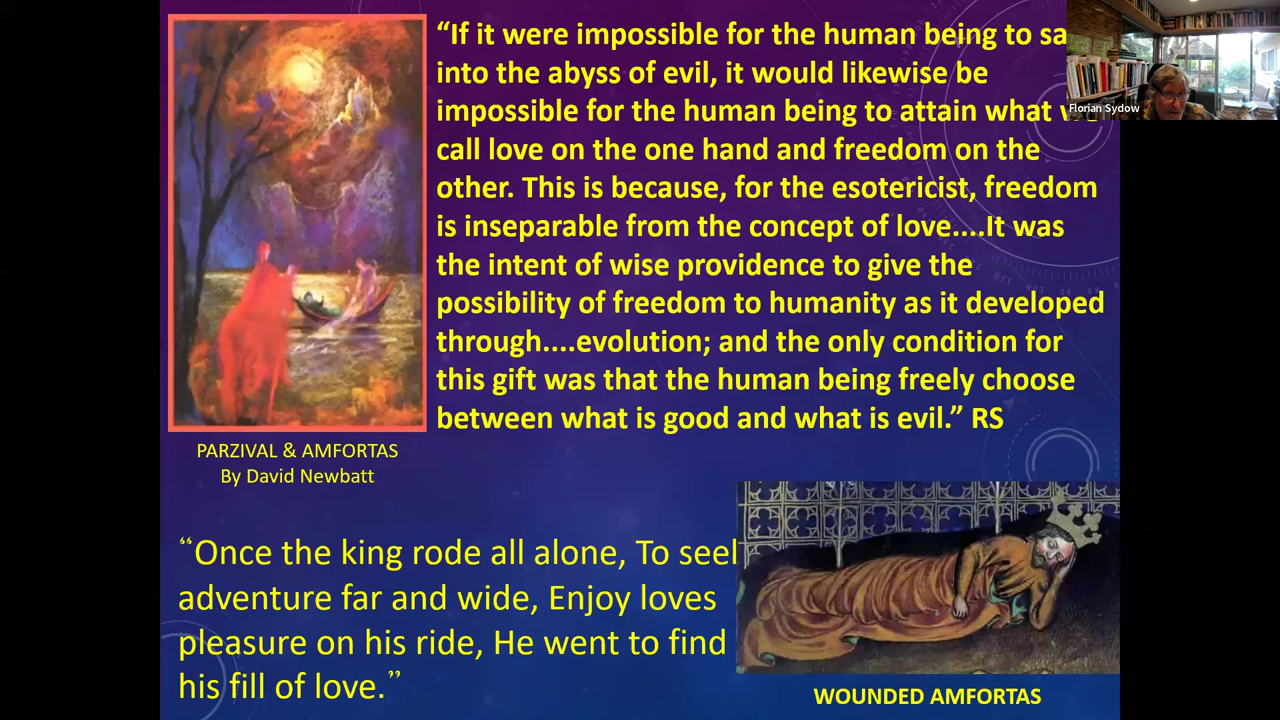 “If it were impossible for the human being to sa
into the abyss of evil, it would likewise be
impossible for the human being to attain what
call love on the one hand and freedom on the
other. This is because, for the esotericist, freedom
is inseparable from the concept of love....It was
the intent of wise providence to give the
possibility of freedom to humanity as it developed
through....evolution; and the only condition for
this gift was that the human being freely choose
between what is good and what is evil.” RS
Florian Sydow
PARZIVAL & AMFORTAS
By David Newbatt
“Once the king rode all alone, To see
adventure far and wide, Enjoy loves
pleasure on his ride, He went to find
his fill of love.”
WOUNDED AMFORTAS